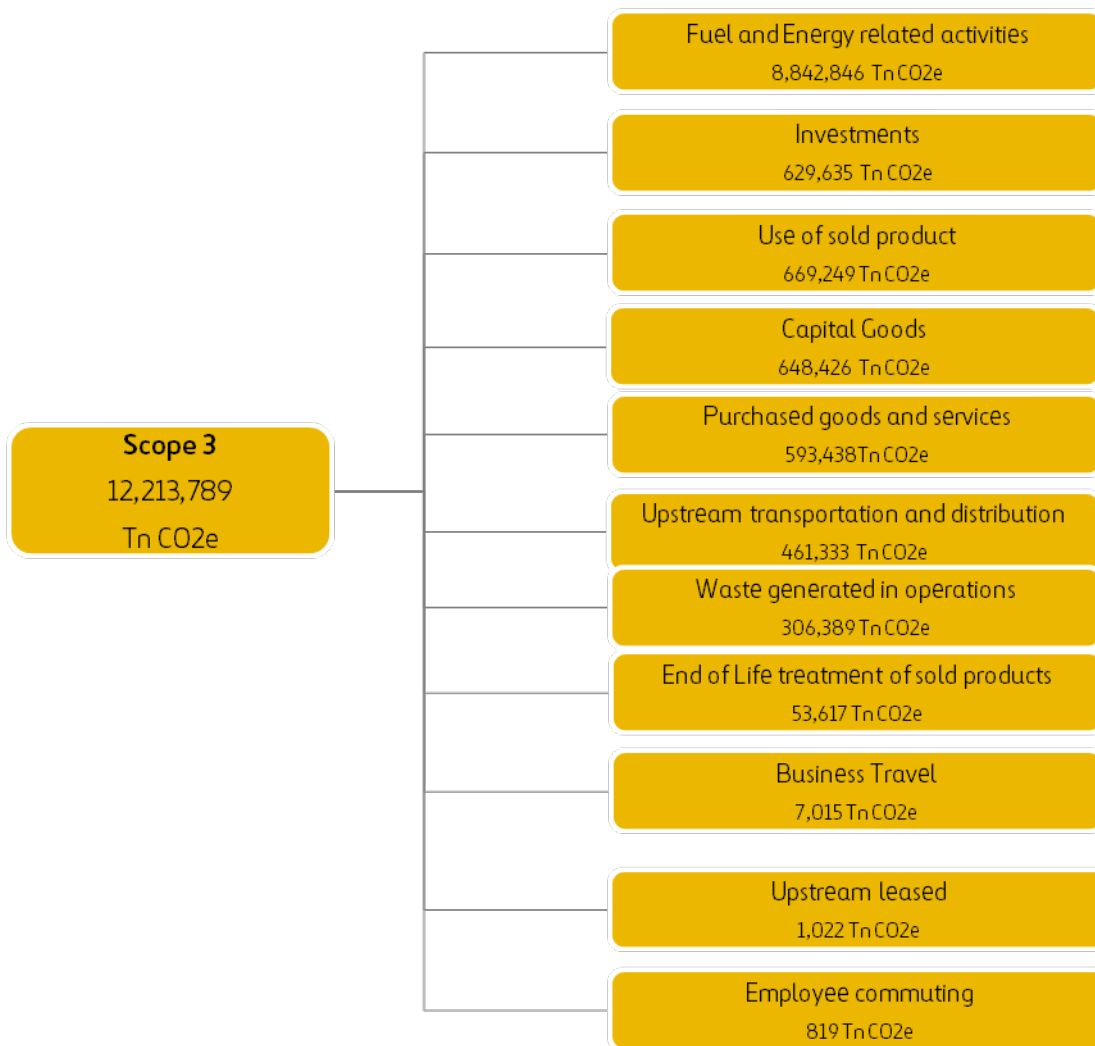 Fuel and Energy related activities
8,842,846 Tn CO2e
Investments
629,635 Tn CO2e
Use of sold product
669,249 Tn CO2e
Capital Goods
648,426 Tn CO2e
Purchased goods and services
593,438Tn CO2e
Scope 3
12,213,789
Tn CO2e
Upstream transportation and distribution
461,333 Tn CO2e
Waste generated in operations
306,389 Tn CO2e
End of Life treatment of sold products
53,617 Tn CO2e
Business Travel
7,015 Tn CO2e
Upstream leased
1,022 Tn CO2e
Employee commuting
819 Tn CO2e